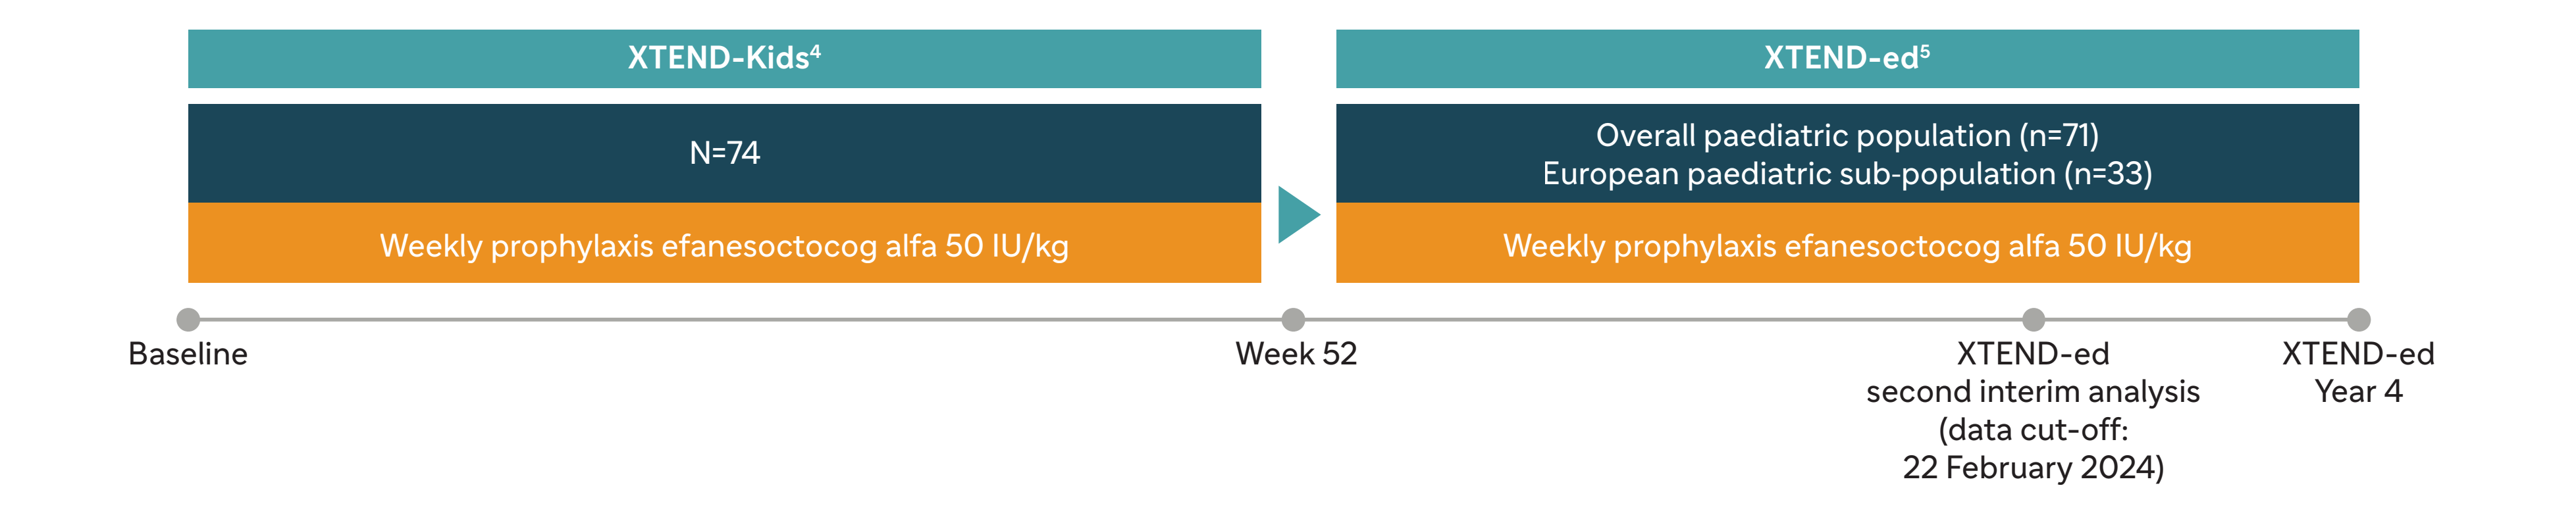 XTEND-Kids⁴
XTEND-ed⁵
N=74
Overall paediatric population (n=71)
European paediatric sub-population (n=33)
Weekly prophylaxis efanesoctocog alfa 50 IU/kg
Weekly prophylaxis efanesoctocog alfa 50 IU/kg
Baseline
Week 52
XTEND-ed
second interim analysis
(data cut-off:
22 February 2024)
XTEND-ed
Year 4